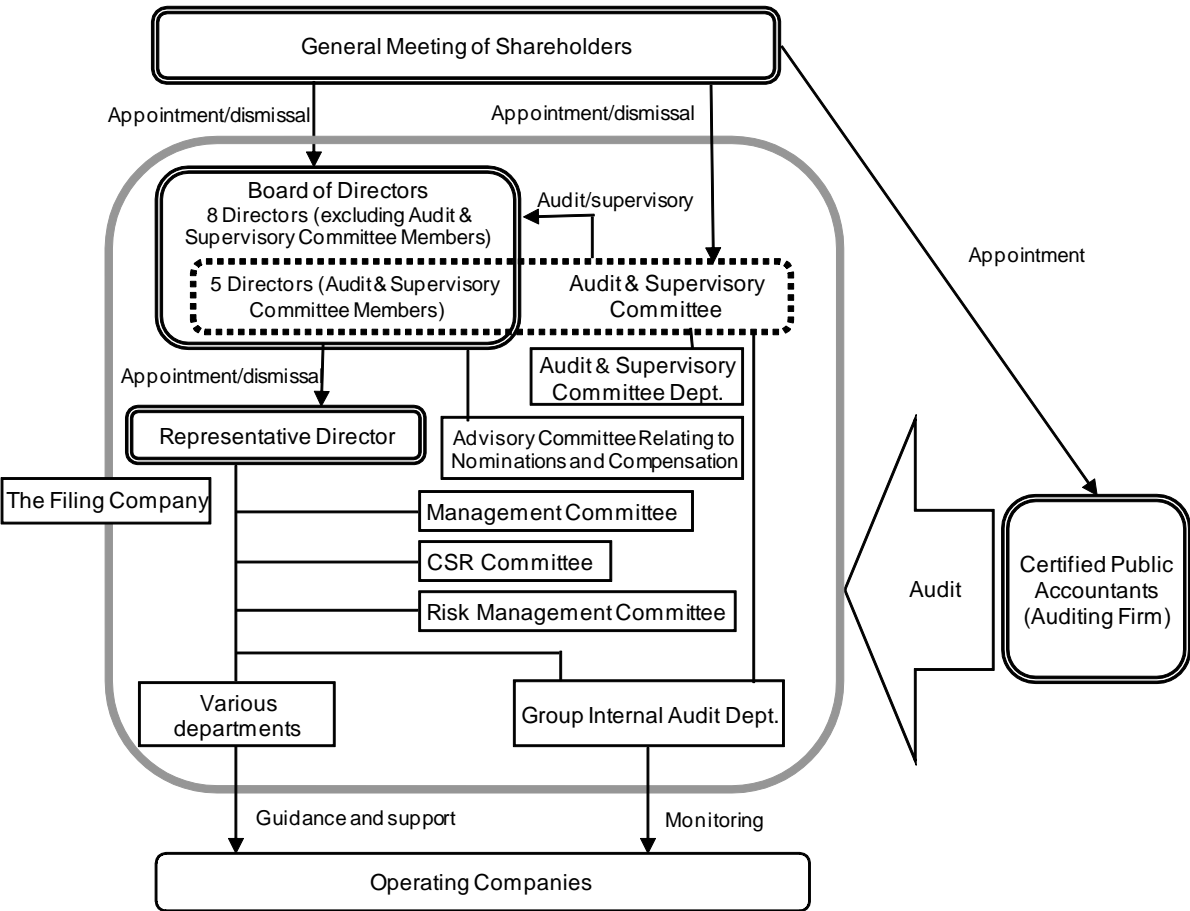 General Meeting of Shareholders
Appointment/dismissal
Appointment/dismissal
Board of Directors
8 Directors (excluding Audit &
Supervisory Committee Members)
Audit/supervisory
Appointment
5 Directors (Audit & Supervisory
Committee Members)
Audit & Supervisory
Committee
Audit & Supervisory
Committee Dept.
Appointment/dismissal
Representative Director
Advisory Committee Relating to
Nominations and Compensation
The Filing Company
Management Committee
CSR Committee
Risk Management Committee
Audit
Certified Public
Accountants
(Auditing Firm)
Various
departments
Group Internal Audit Dept.
Guidance and support
Monitoring
Operating Companies